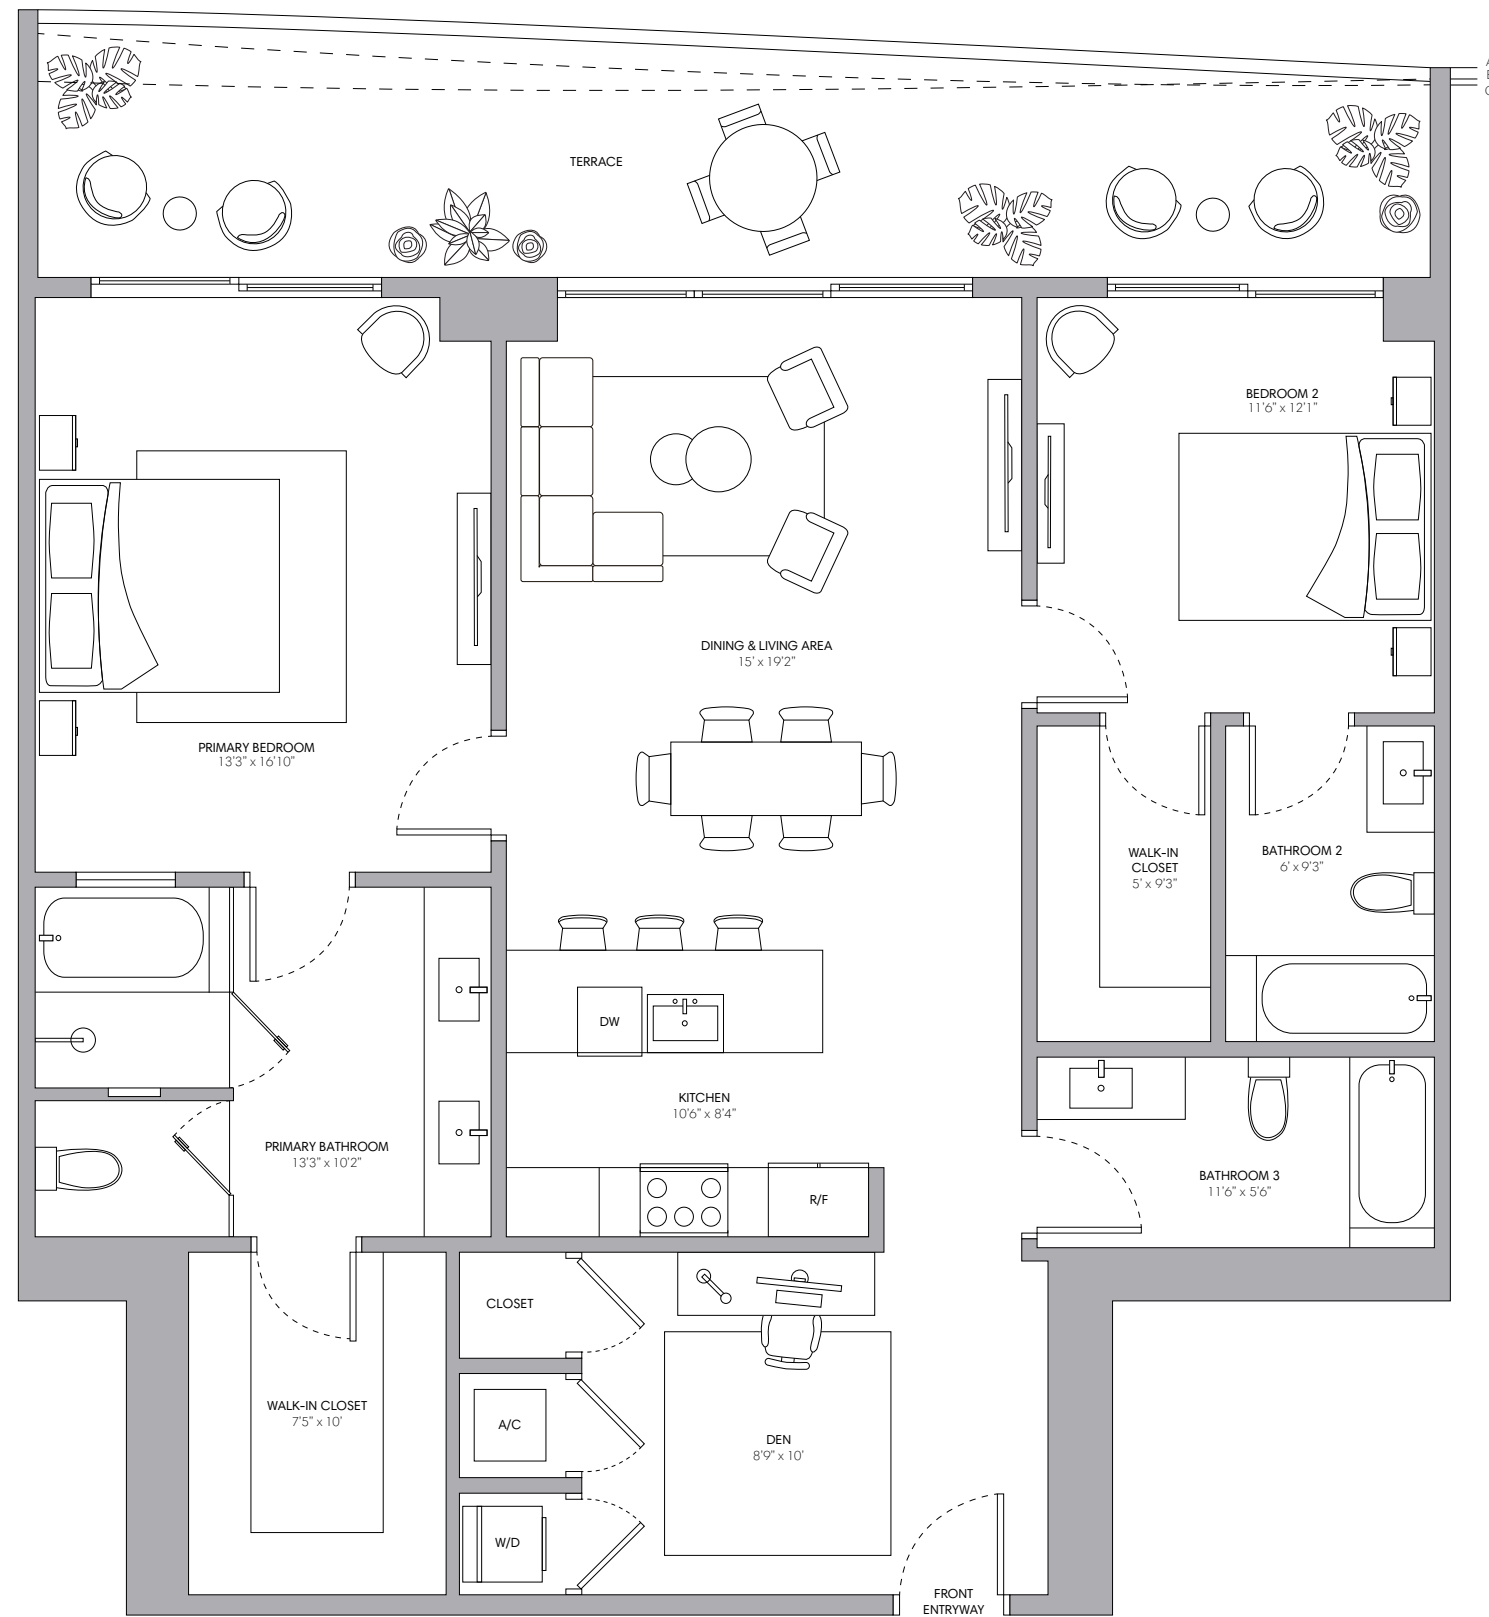 A
TERRACE
BEDROOM 2
11'6" x 12'1"
DINING & LIVING AREA
15' x 19'2"
PRIMARY BEDROOM
13'3" x 16'10"
WALK-IN
CLOSET
5' x 9'3"
BATHROOM 2
6' x 9'3"
DW
KITCHEN
10'6" x 8'4"
PRIMARY BATHROOM
13'3" x 10'2"
BATHROOM 3
11'6" x 5'6"
R/F
CLOSET
WALK-IN CLOSET
7'5" x 10'
A/C
DEN
8'9" x 10'
W/D
FRONT
ENTRYWAY